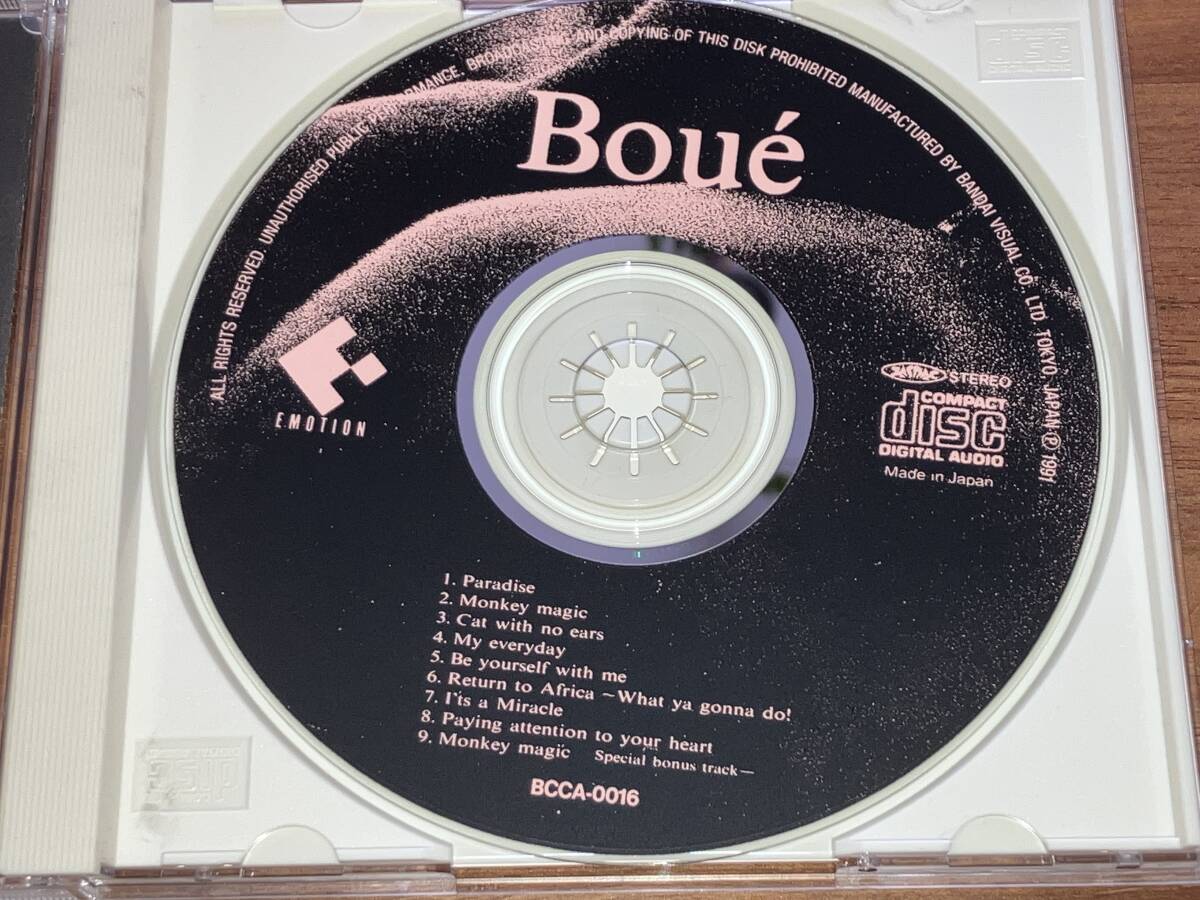 ALL RIGHTS RESERVED UNAUTHORISED PUBLIC PERFORMANCE, BROADCASTING AND COPYING OF THIS DISK PROHIBITED MANUFACTURED BY BANDAI VISUAL CO. LTD. TOKYO JAPAN Ⓟ 1991
Boué
EMOTION
STEREO
COMPACT
disc
DIGITAL AUDIO
Made in Japan
1. Paradise
2. Monkey magic
3. Cat with no ears
4. My everyday
5. Be yourself with me
6. Return to Africa ~What ya gonna do!
7. I'ts a Miracle
8. Paying attention to your heart
9. Monkey magic Special bonus track—
BCCA-0016